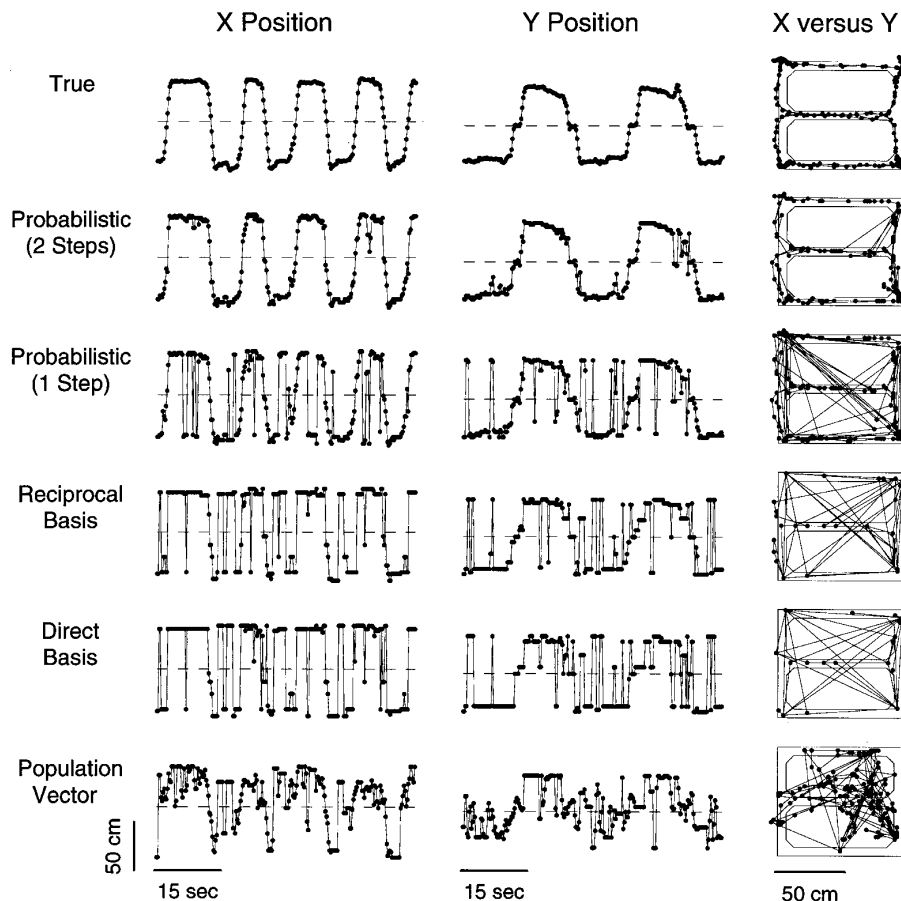 X Position
Y Position
X versus Y
True
Probabilistic
(2 Steps)
Probabilistic
(1 Step)
Reciprocal
Basis
Direct
Basis
Population
Vector
50 cm
15 sec
15 sec
50 cm